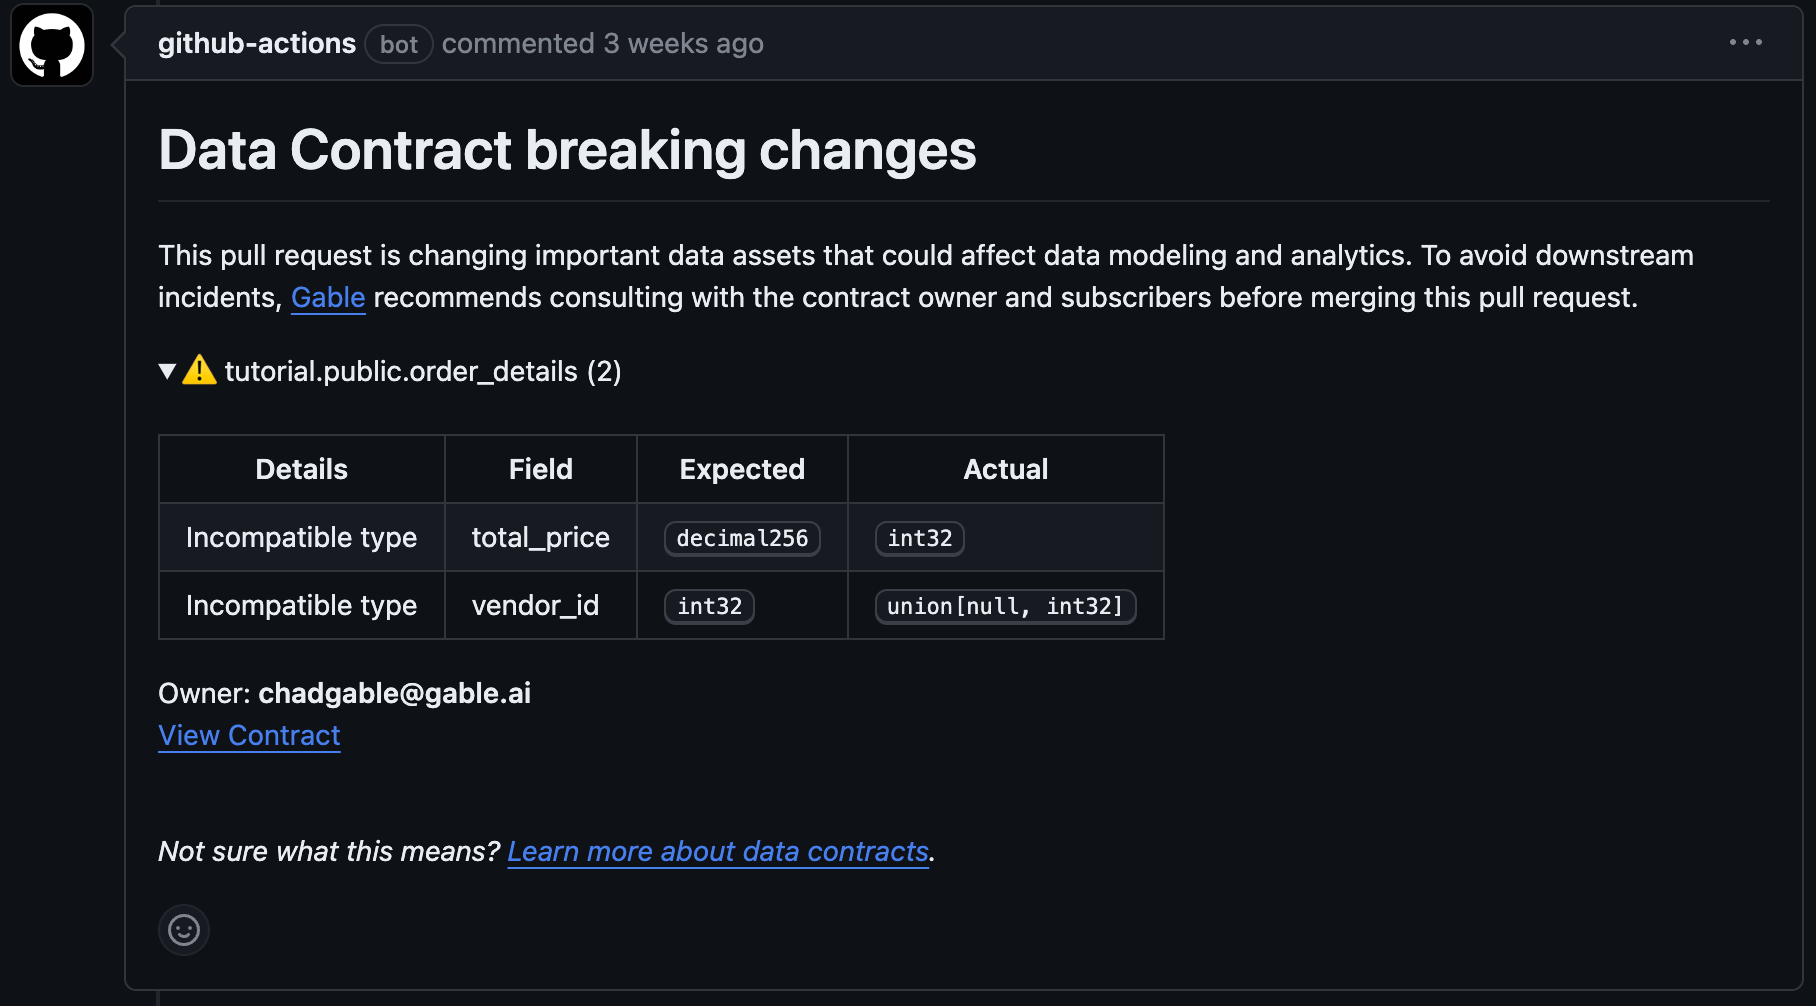 github-actions bot commented 3 weeks ago
Data Contract breaking changes
This pull request is changing important data assets that could affect data modeling and analytics. To avoid downstream
incidents, Gable recommends consulting with the contract owner and subscribers before merging this pull request.
tutorial.public.order_details (2)
Details Field Expected Actual
Incompatible type total_price decimal256 int32
Incompatible type vendor_id int32 union[null, int32]
Owner: chadgable@gable.ai
View Contract
Not sure what this means? Learn more about data contracts.